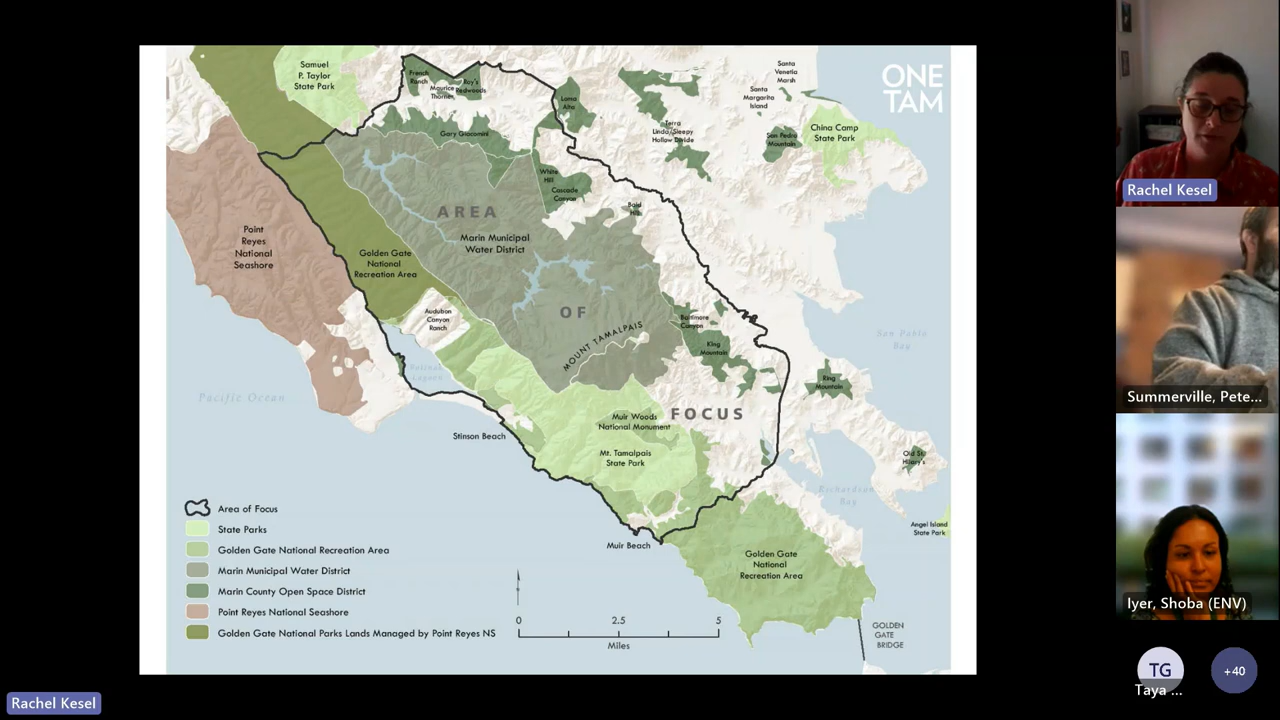 ONE
TAM
Samuel
P. Taylor
State Park
French
Ranch
Maurice
Thorner
Roy's
Redwoods
Loma
Alta
Santa
Venetia
Marsh
Santa
Margarita
Island
Terra
Linda/Sleepy
Hollow Divide
San Pedro
Mountain
China Camp
State Park
Gary Giacomini
White
Hill
Cascade
Canyon
Bald
Hill
AREA
Marin Municipal
Water District
Point
Reyes
National
Seashore
Golden Gate
National
Recreation Area
Audubon
Canyon
Ranch
OF
MOUNT TAMALPAIS
Baltimore
Canyon
King
Mountain
San Pablo
Bay
Ring
Mountain
Pacific Ocean
Lagoon
FOCUS
Muir Woods
National Monument
Stinson Beach
Mt. Tamalpais
State Park
Old St.
Hilary's
Richardson
Bay
Angel Island
State Park
Muir Beach
Golden Gate
National
Recreation Area
GOLDEN
GATE
BRIDGE
Area of Focus
State Parks
Golden Gate National Recreation Area
Marin Municipal Water District
Marin County Open Space District
Point Reyes National Seashore
Golden Gate National Parks Lands Managed by Point Reyes NS
0 2.5 5
Miles
Rachel Kesel
Summerville, Pete...
Iyer, Shoba (ENV)
TG
Taya ...
+40
Rachel Kesel